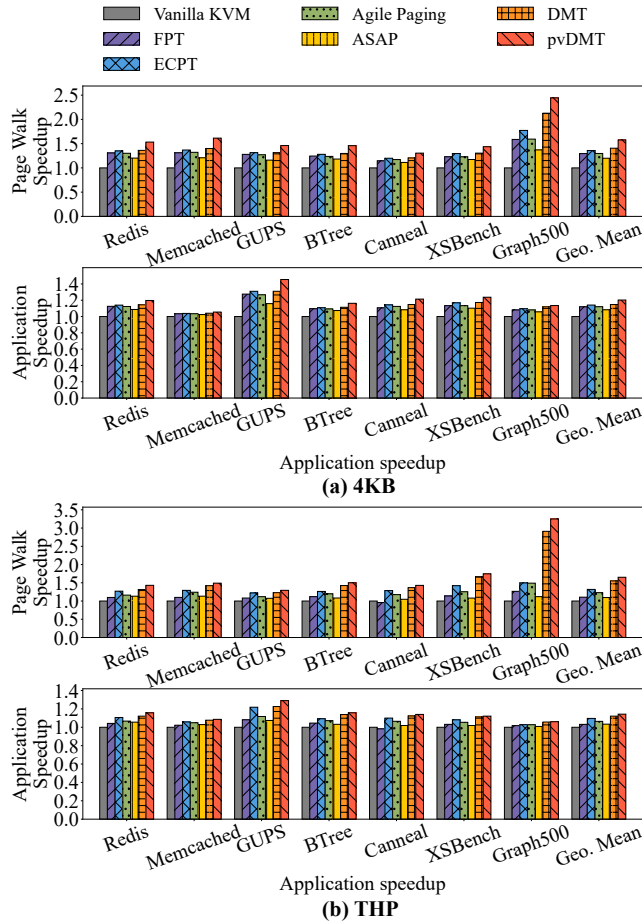 Vanilla KVM Agile Paging DMT
FPT ASAP pvDMT
ECPT
Page Walk
Speedup
2.5
2.0
1.5
1.0
0.5
0.0
Redis Memcached GUPS BTree Canneal XSBench Graph500 Geo. Mean
Application
Speedup
1.4
1.2
1.0
0.8
0.6
0.4
0.2
0.0
Redis Memcached GUPS BTree Canneal XSBench Graph500 Geo. Mean
Application speedup
(a) 4KB
Page Walk
Speedup
3.5
3.0
2.5
2.0
1.5
1.0
0.5
0.0
Redis Memcached GUPS BTree Canneal XSBench Graph500 Geo. Mean
Application
Speedup
1.4
1.2
1.0
0.8
0.6
0.4
0.2
0.0
Redis Memcached GUPS BTree Canneal XSBench Graph500 Geo. Mean
Application speedup
(b) THP